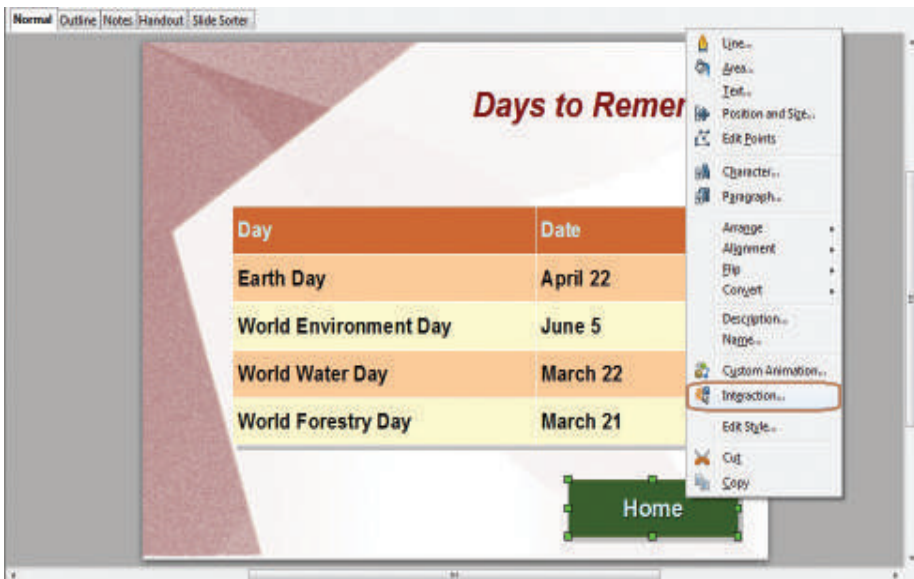 Normal Outline Notes Handout Slide Sorter
Days to Remem
Day Date
Earth Day April 22
World Environment Day June 5
World Water Day March 22
World Forestry Day March 21
Home
Line...
Area...
Text...
Position and Size...
Edit Points
Character...
Paragraph...
Arrange
Alignment
Flip
Convert
Description...
Name...
Custom Animation...
Interaction...
Edit Style...
Cut
Copy